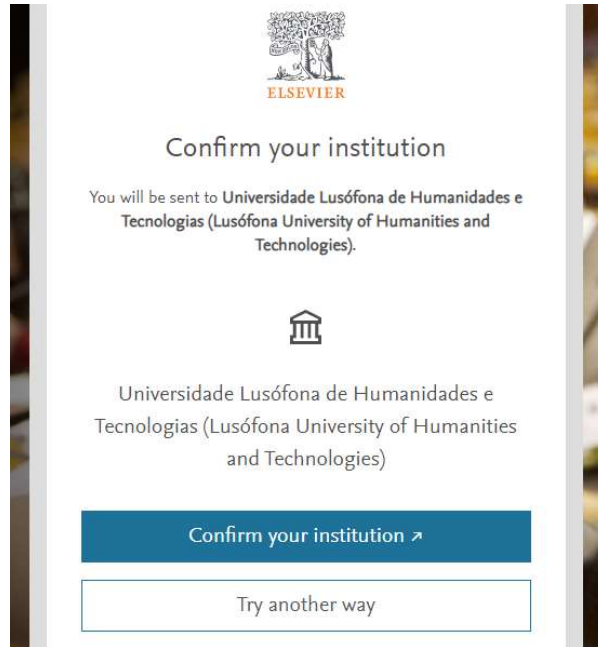 ELSEVIER
Confirm your institution
You will be sent to Universidade Lusófona de Humanidades e
Tecnologias (Lusófona University of Humanities and
Technologies).
Universidade Lusófona de Humanidades e
Tecnologias (Lusófona University of Humanities
and Technologies)
Confirm your institution ↗
Try another way